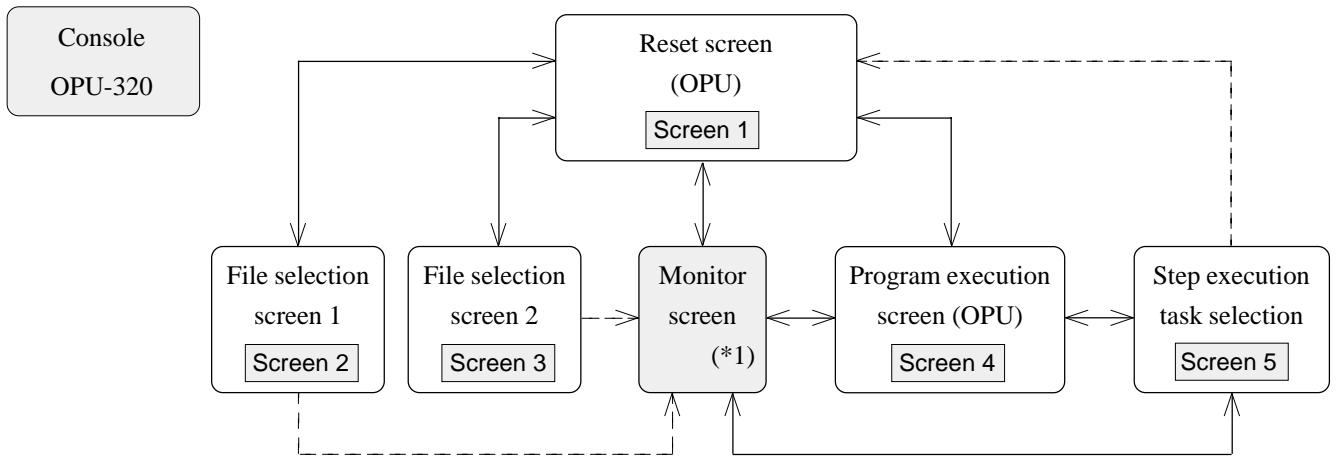 Console
OPU-320
Reset screen
(OPU)
Screen 1
File selection
screen 1
Screen 2
File selection
screen 2
Screen 3
Monitor
screen
(*1)
Program execution
screen (OPU)
Screen 4
Step execution
task selection
Screen 5